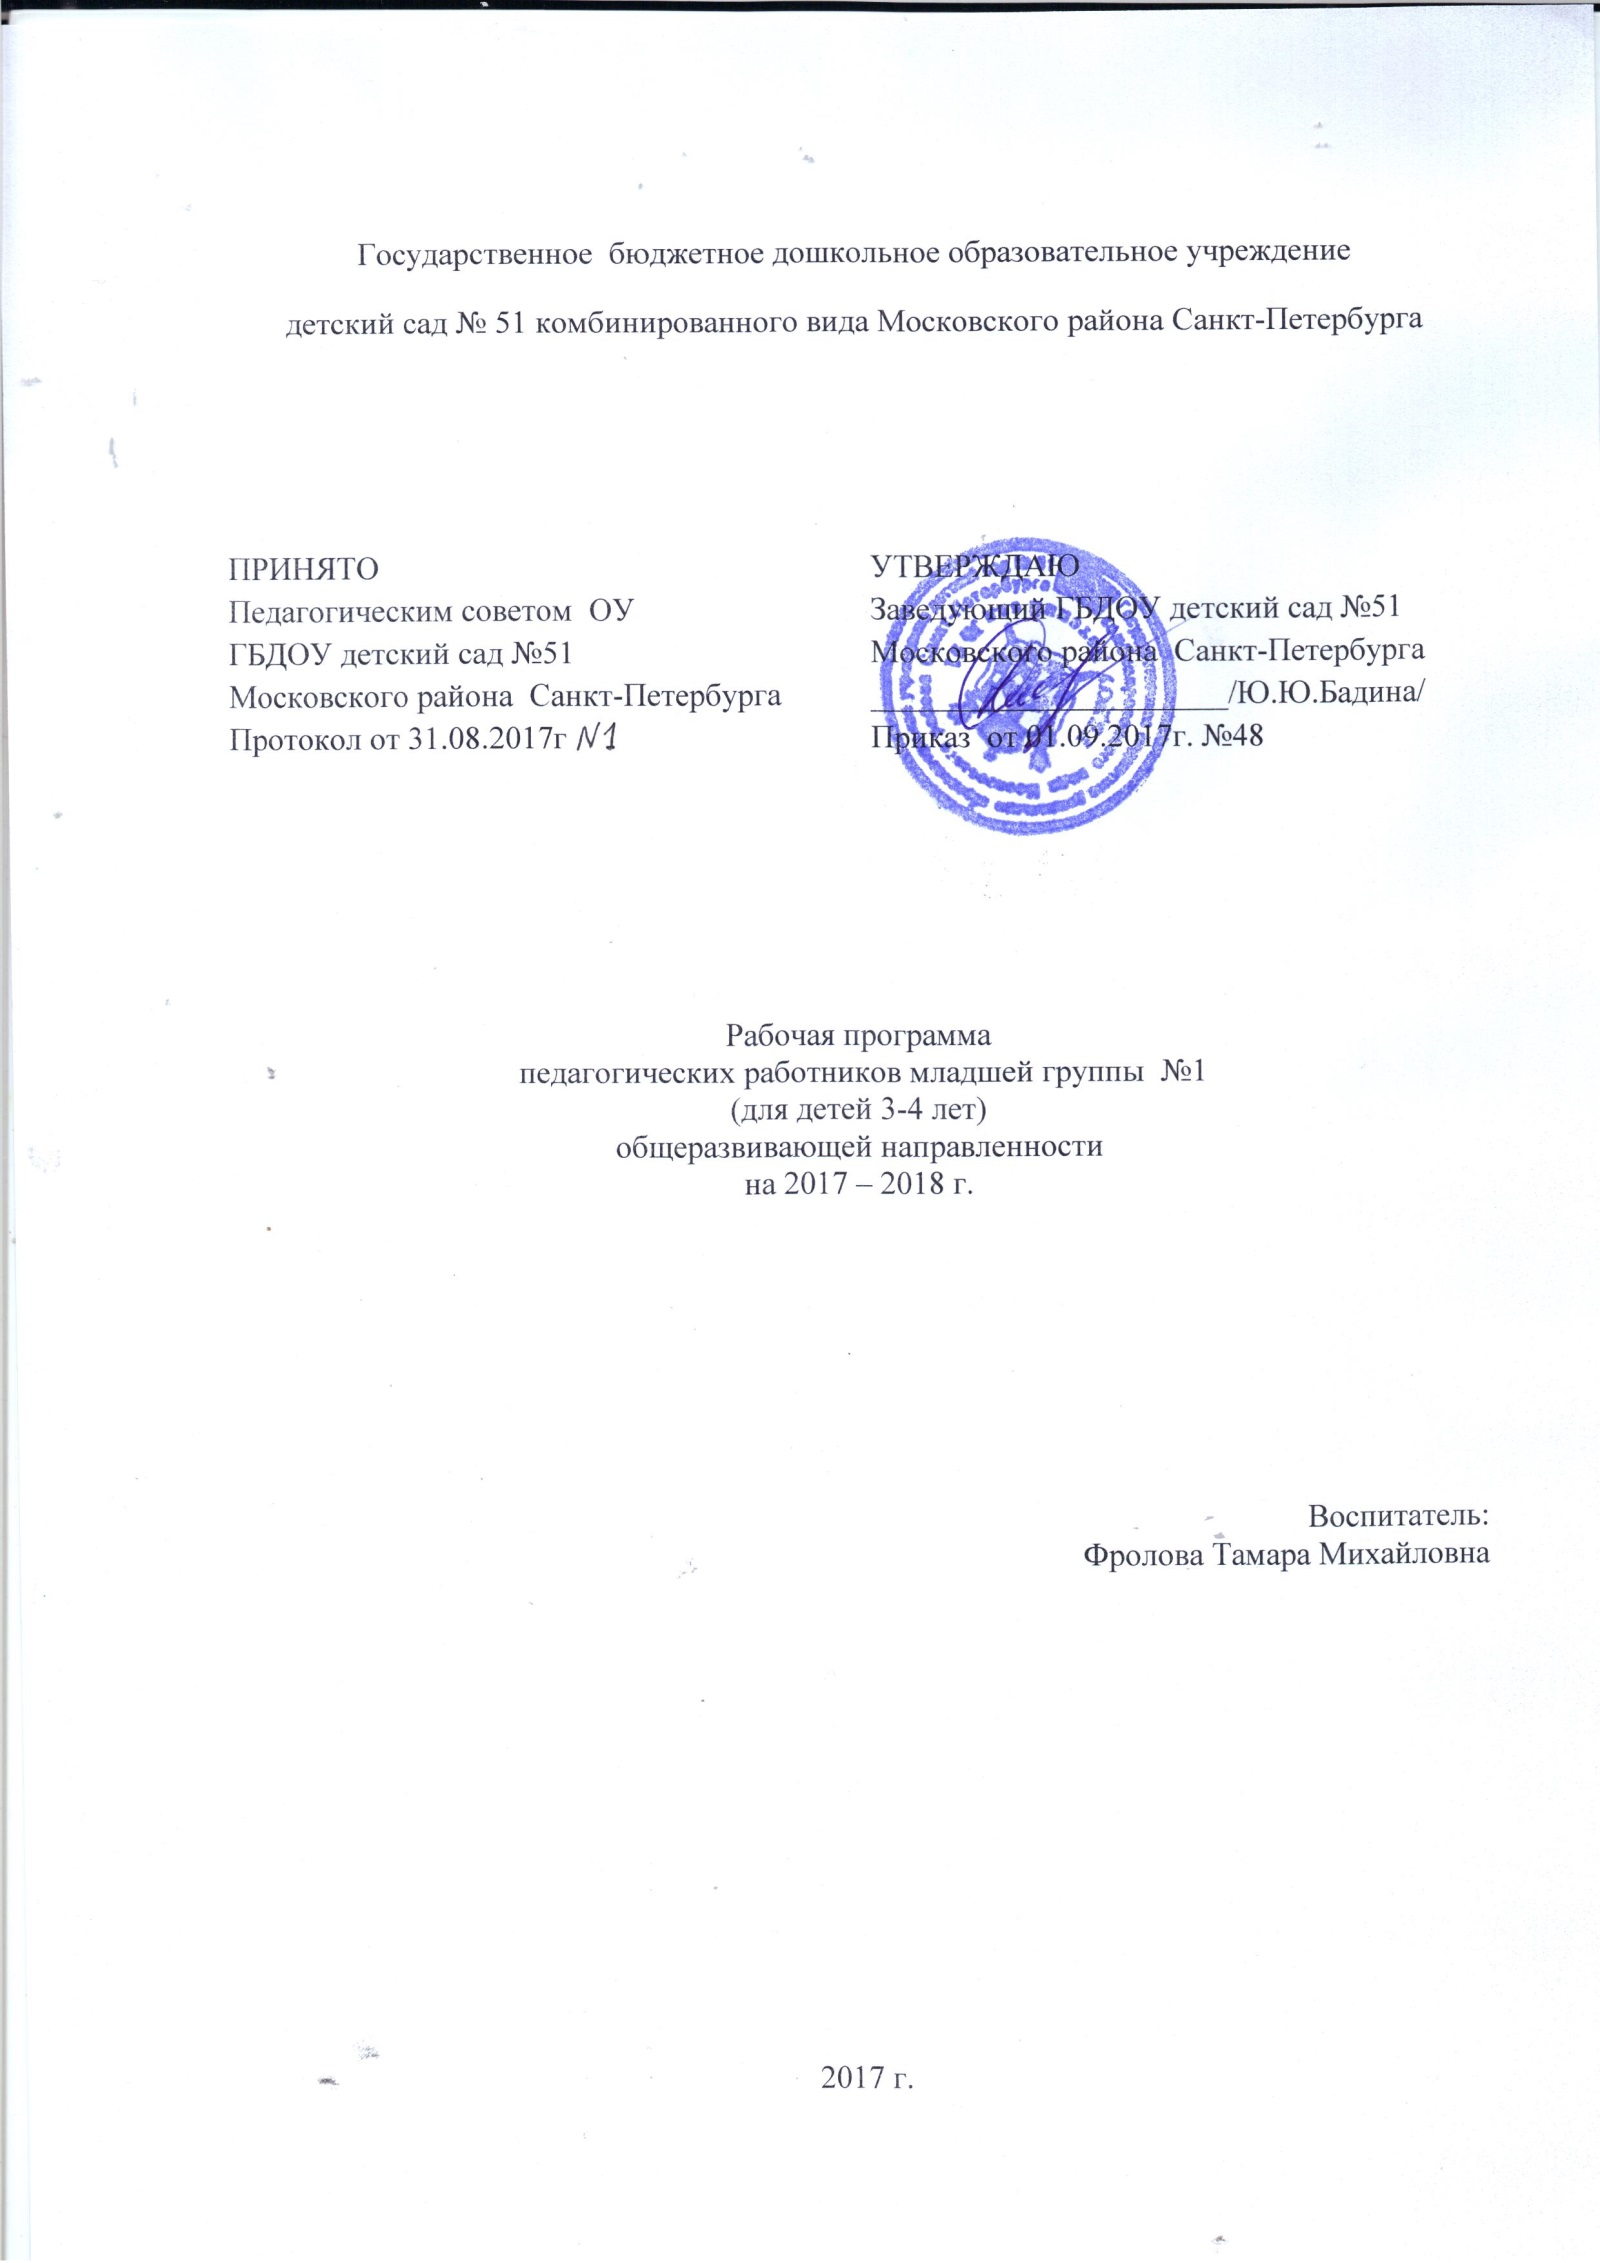 Государственное бюджетное дошкольное образовательное учреждение
детский сад № 51 комбинированного вида Московского района Санкт-Петербурга
ПРИНЯТО
Педагогическим советом ОУ
ГБДОУ детский сад №51
Московского района Санкт-Петербурга
Протокол от 31.08.2017г N1
УТВЕРЖДАЮ
Заведующий ГБДОУ детский сад №51
Московского района Санкт-Петербурга
/Ю.Ю.Бадина/
Приказ от 01.09.2017г. №48
Рабочая программа
педагогических работников младшей группы №1
(для детей 3-4 лет)
общеразвивающей направленности
на 2017 – 2018 г.
Воспитатель:
Фролова Тамара Михайловна
2017 г.